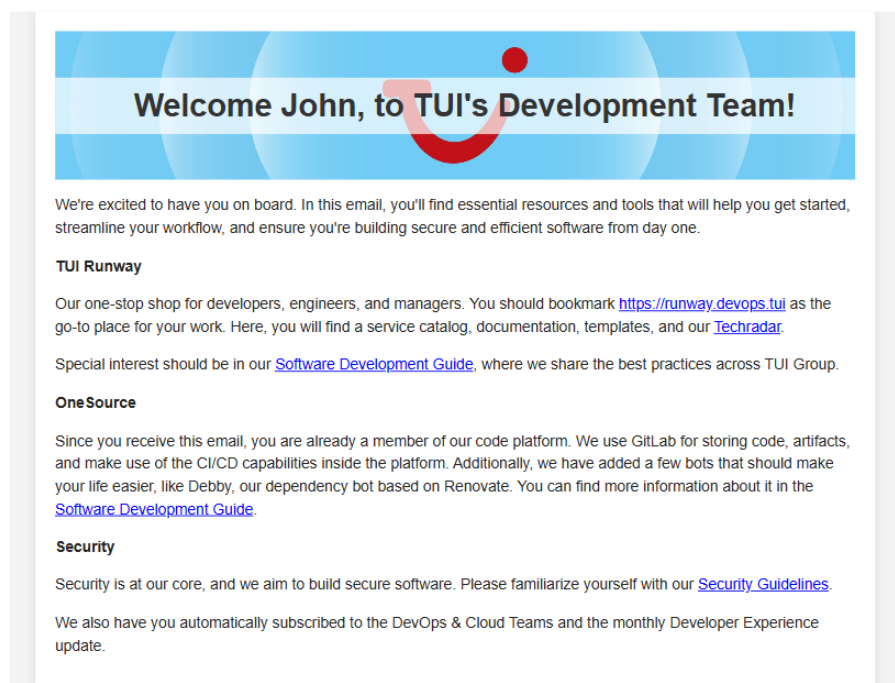 Welcome John, to TUI's Development Team!
We're excited to have you on board. In this email, you'll find essential resources and tools that will help you get started,
streamline your workflow, and ensure you're building secure and efficient software from day one.
TUI Runway
Our one-stop shop for developers, engineers, and managers. You should bookmark https://runway.devops.tui as the
go-to place for your work. Here, you will find a service catalog, documentation, templates, and our Techradar.
Special interest should be in our Software Development Guide, where we share the best practices across TUI Group.
OneSource
Since you receive this email, you are already a member of our code platform. We use GitLab for storing code, artifacts,
and make use of the CI/CD capabilities inside the platform. Additionally, we have added a few bots that should make
your life easier, like Debby, our dependency bot based on Renovate. You can find more information about it in the
Software Development Guide.
Security
Security is at our core, and we aim to build secure software. Please familiarize yourself with our Security Guidelines.
We also have you automatically subscribed to the DevOps & Cloud Teams and the monthly Developer Experience
update.